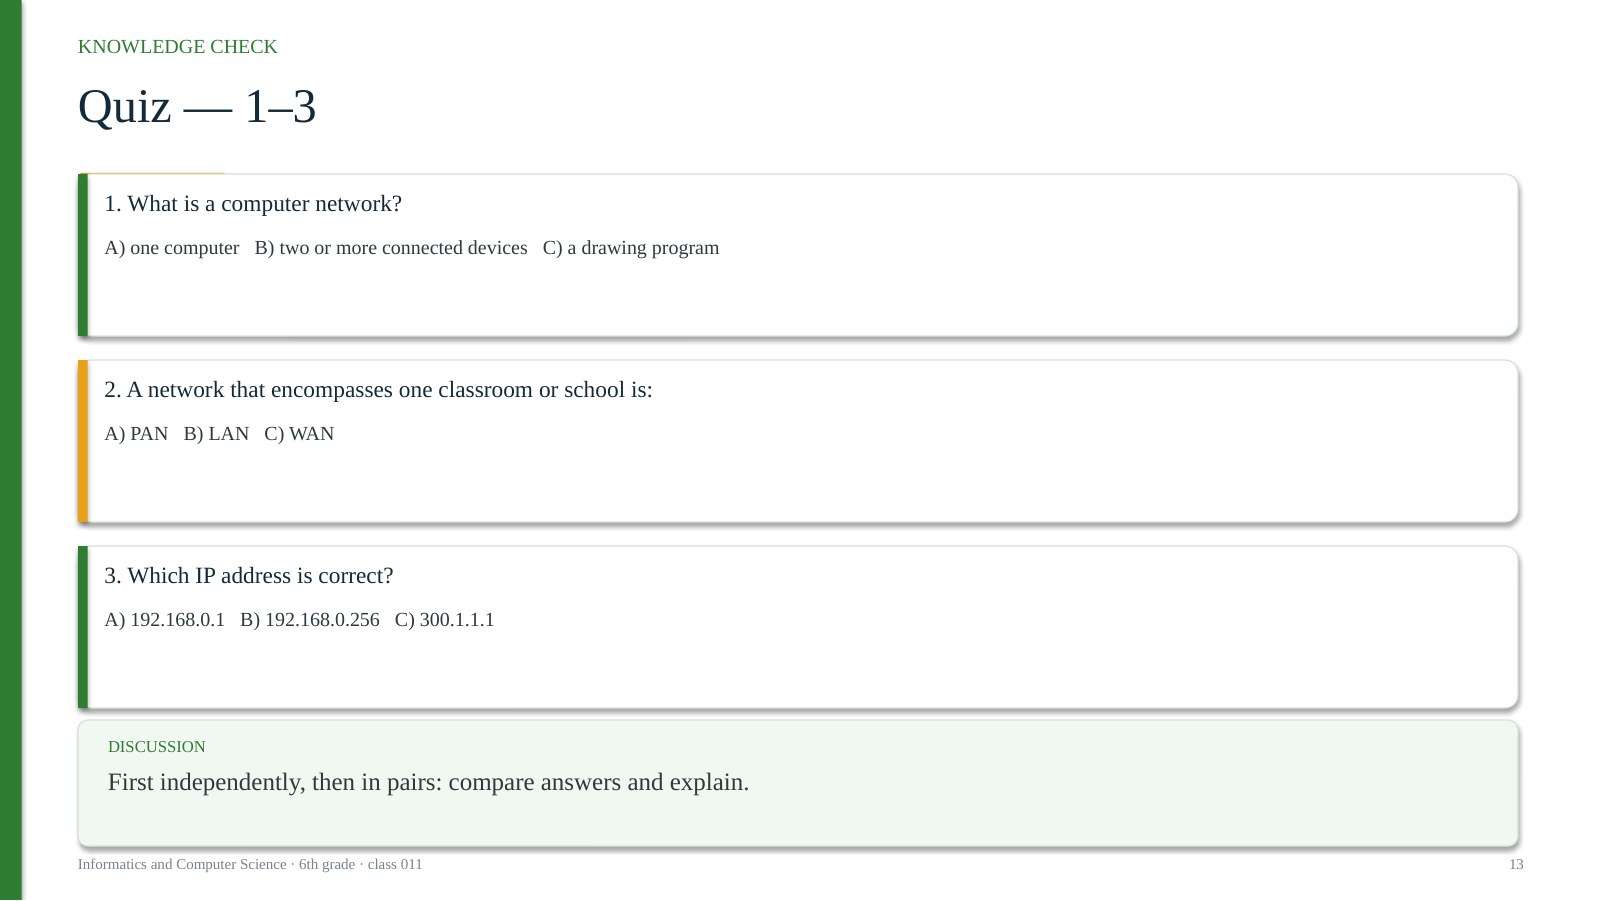 KNOWLEDGE CHECK
Quiz — 1–3
1. What is a computer network?
A) one computer   B) two or more connected devices   C) a drawing program
2. A network that encompasses one classroom or school is:
A) PAN   B) LAN   C) WAN
3. Which IP address is correct?
A) 192.168.0.1   B) 192.168.0.256   C) 300.1.1.1
DISCUSSION
First independently, then in pairs: compare answers and explain.
Informatics and Computer Science · 6th grade · class 011
13